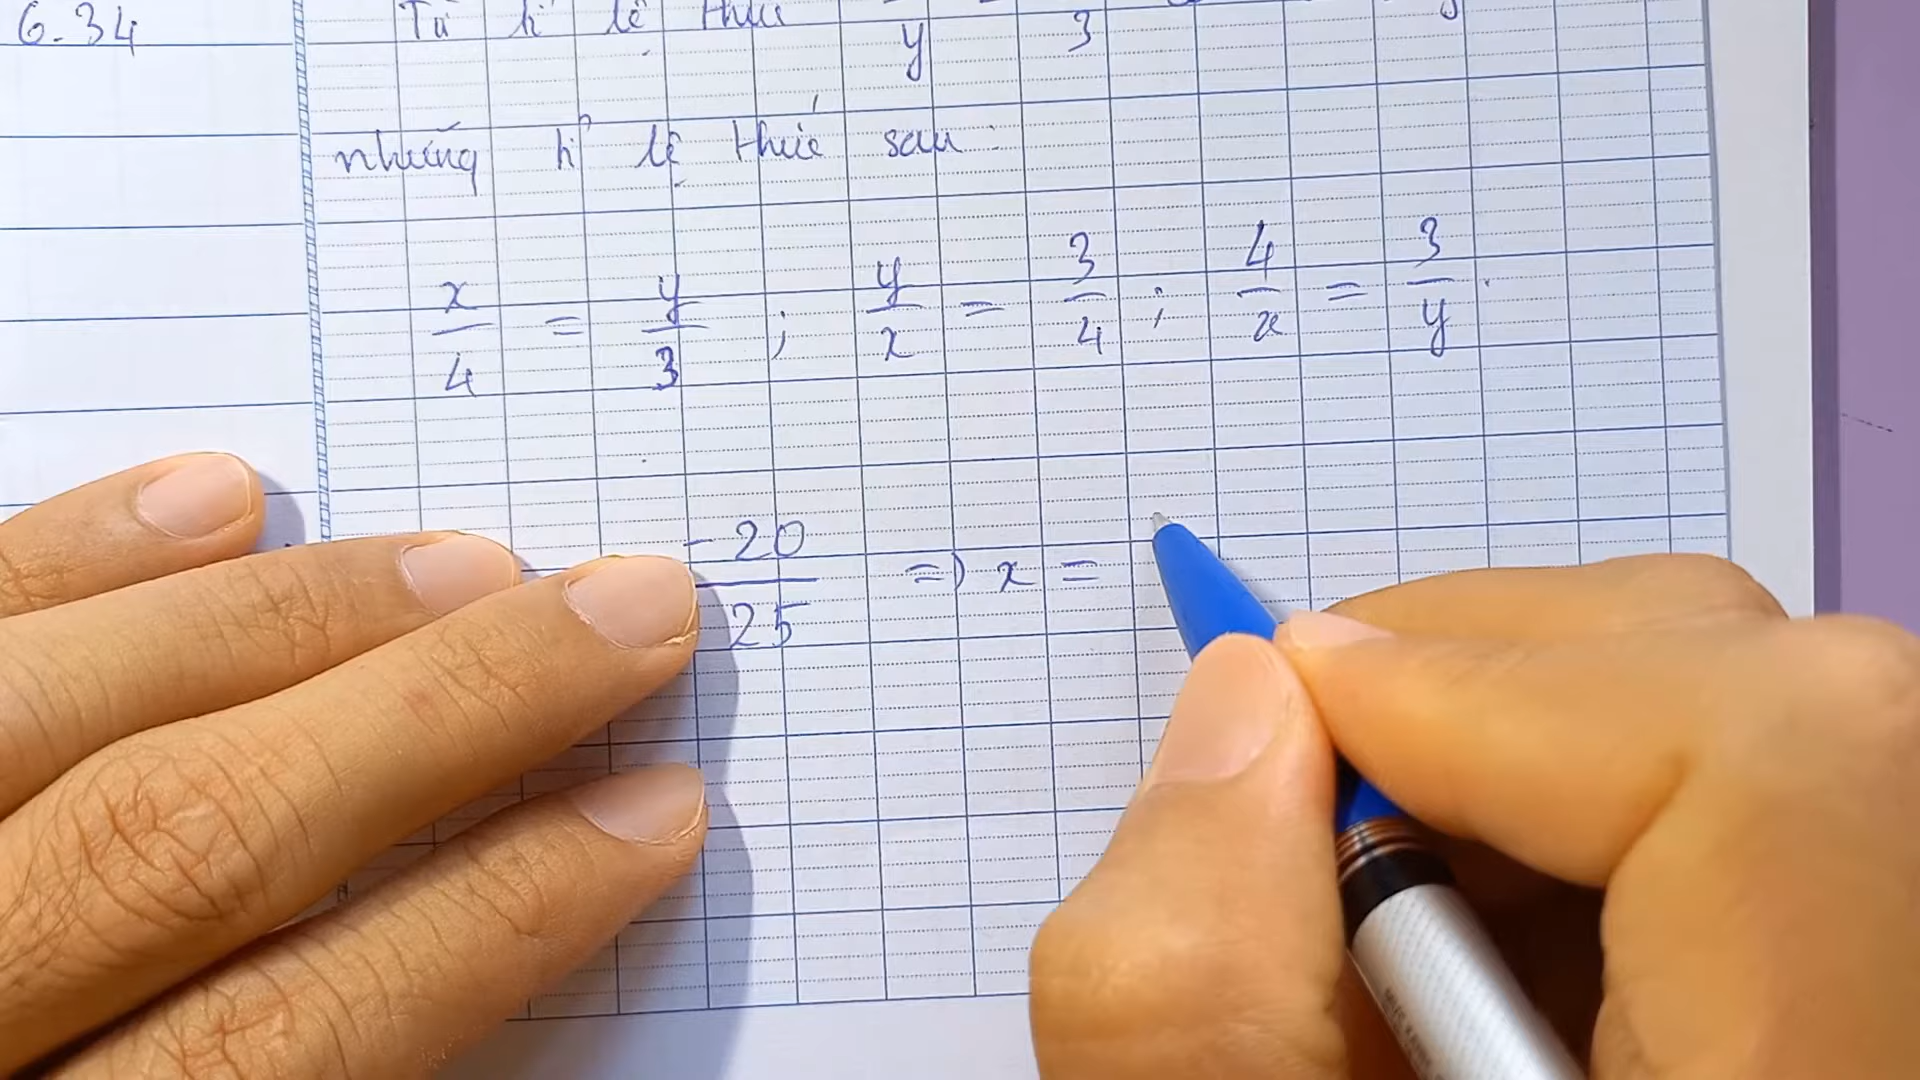 6.34
Từ tỉ lệ thức y 3
những tỉ lệ thức sau:
x/4 = y/3 ; y/x = 3/4 ; 4/x = 3/y .
-20/25 => x =